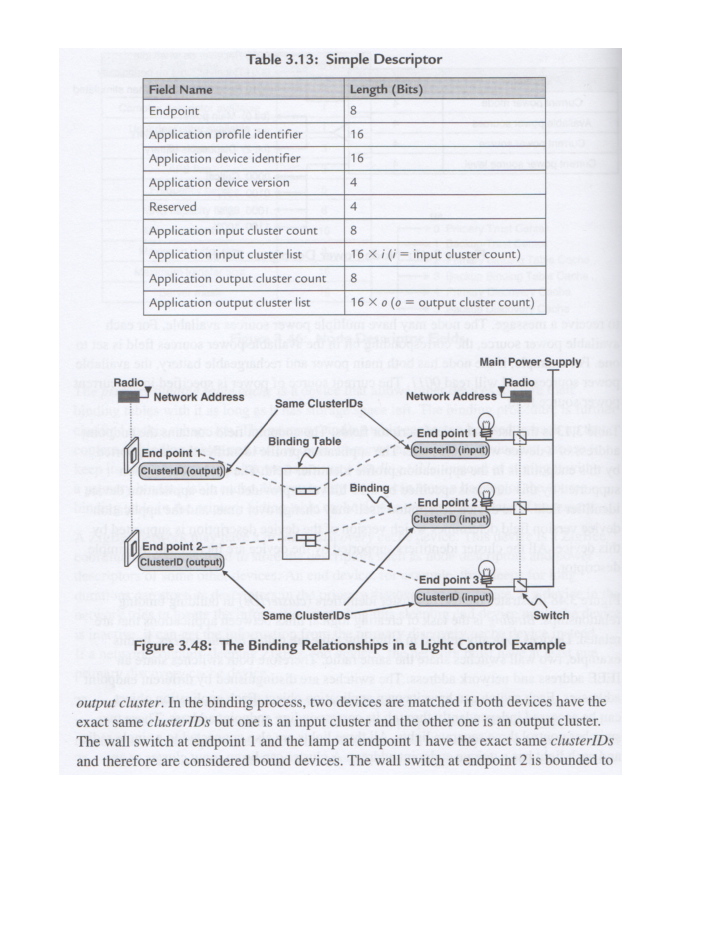 Table 3.13: Simple Descriptor
Field Name Length (Bits)
Endpoint 8
Application profile identifier 16
Application device identifier 16
Application device version 4
Reserved 4
Application input cluster count 8
Application input cluster list 16 × i (i = input cluster count)
Application output cluster count 8
Application output cluster list 16 × o (o = output cluster count)
Main Power Supply
Radio Radio
Network Address Same ClusterIDs Network Address
End point 1 Binding Table End point 1
ClusterID (output) ClusterID (input)
Binding
End point 2
ClusterID (input)
End point 2
ClusterID (output)
End point 3
ClusterID (input)
Same ClusterIDs Switch
Figure 3.48: The Binding Relationships in a Light Control Example
output cluster. In the binding process, two devices are matched if both devices have the
exact same clusterIDs but one is an input cluster and the other one is an output cluster.
The wall switch at endpoint 1 and the lamp at endpoint 1 have the exact same clusterIDs
and therefore are considered bound devices. The wall switch at endpoint 2 is bounded to